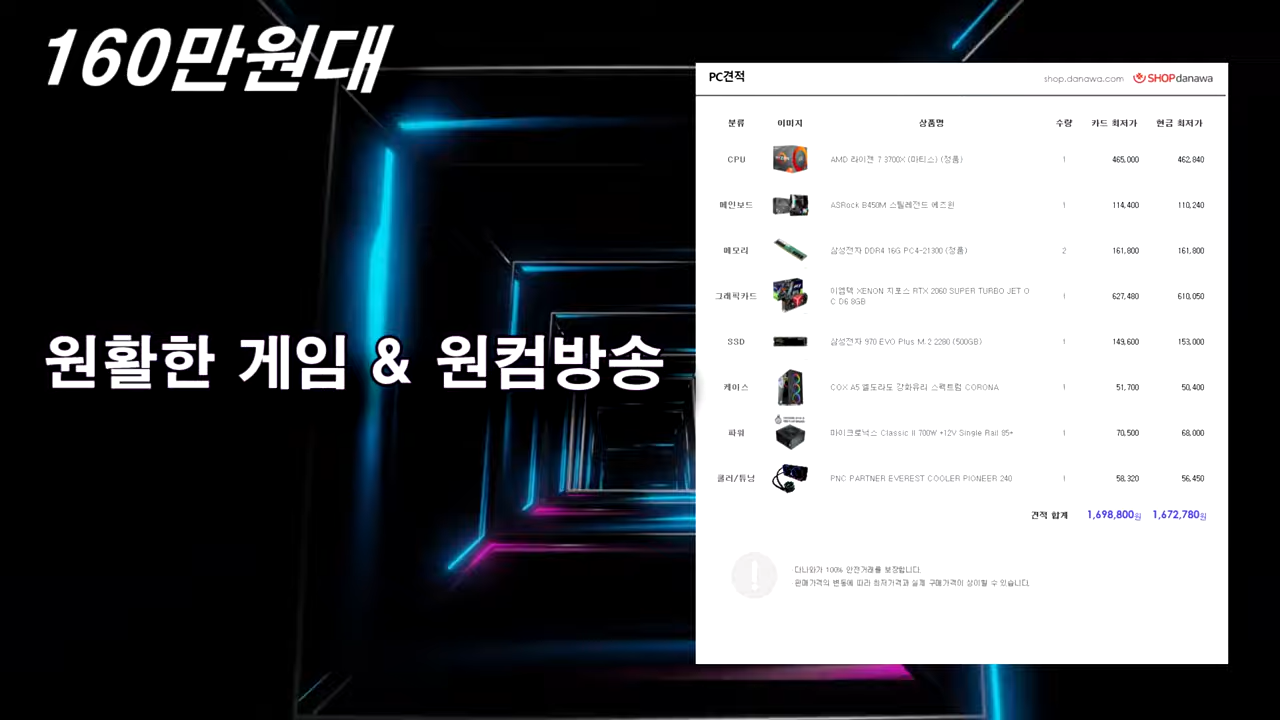 160만원대
원활한 게임 & 원컴방송
PC견적
shop.danawa.com SHOPdanawa
분류 이미지 상품명 수량 카드 최저가 현금 최저가
CPU AMD 라이젠 7 3700X (마티스) (정품) 1 465,000 462,840
메인보드 ASRock B450M 스틸레전드 에즈윈 1 114,400 110,240
메모리 삼성전자 DDR4 16G PC4-21300 (정품) 2 161,800 161,800
그래픽카드 이엠텍 XENON 지포스 RTX 2060 SUPER TURBO JET O
C D6 8GB 1 627,480 610,050
SSD 삼성전자 970 EVO Plus M.2 2280 (500GB) 1 149,600 153,000
케이스 COX A5 엘도라도 강화유리 스펙트럼 CORONA 1 51,700 50,400
파워 마이크로닉스 Classic II 700W +12V Single Rail 85+ 1 70,500 68,000
쿨러/튜닝 PNC PARTNER EVEREST COOLER PIONEER 240 1 58,320 56,450
견적 합계 1,698,800원 1,672,780원
다나와가 100% 안전거래를 보장합니다.
판매가격의 변동에 따라 최저가격과 실제 구매가격이 상이할 수 있습니다.